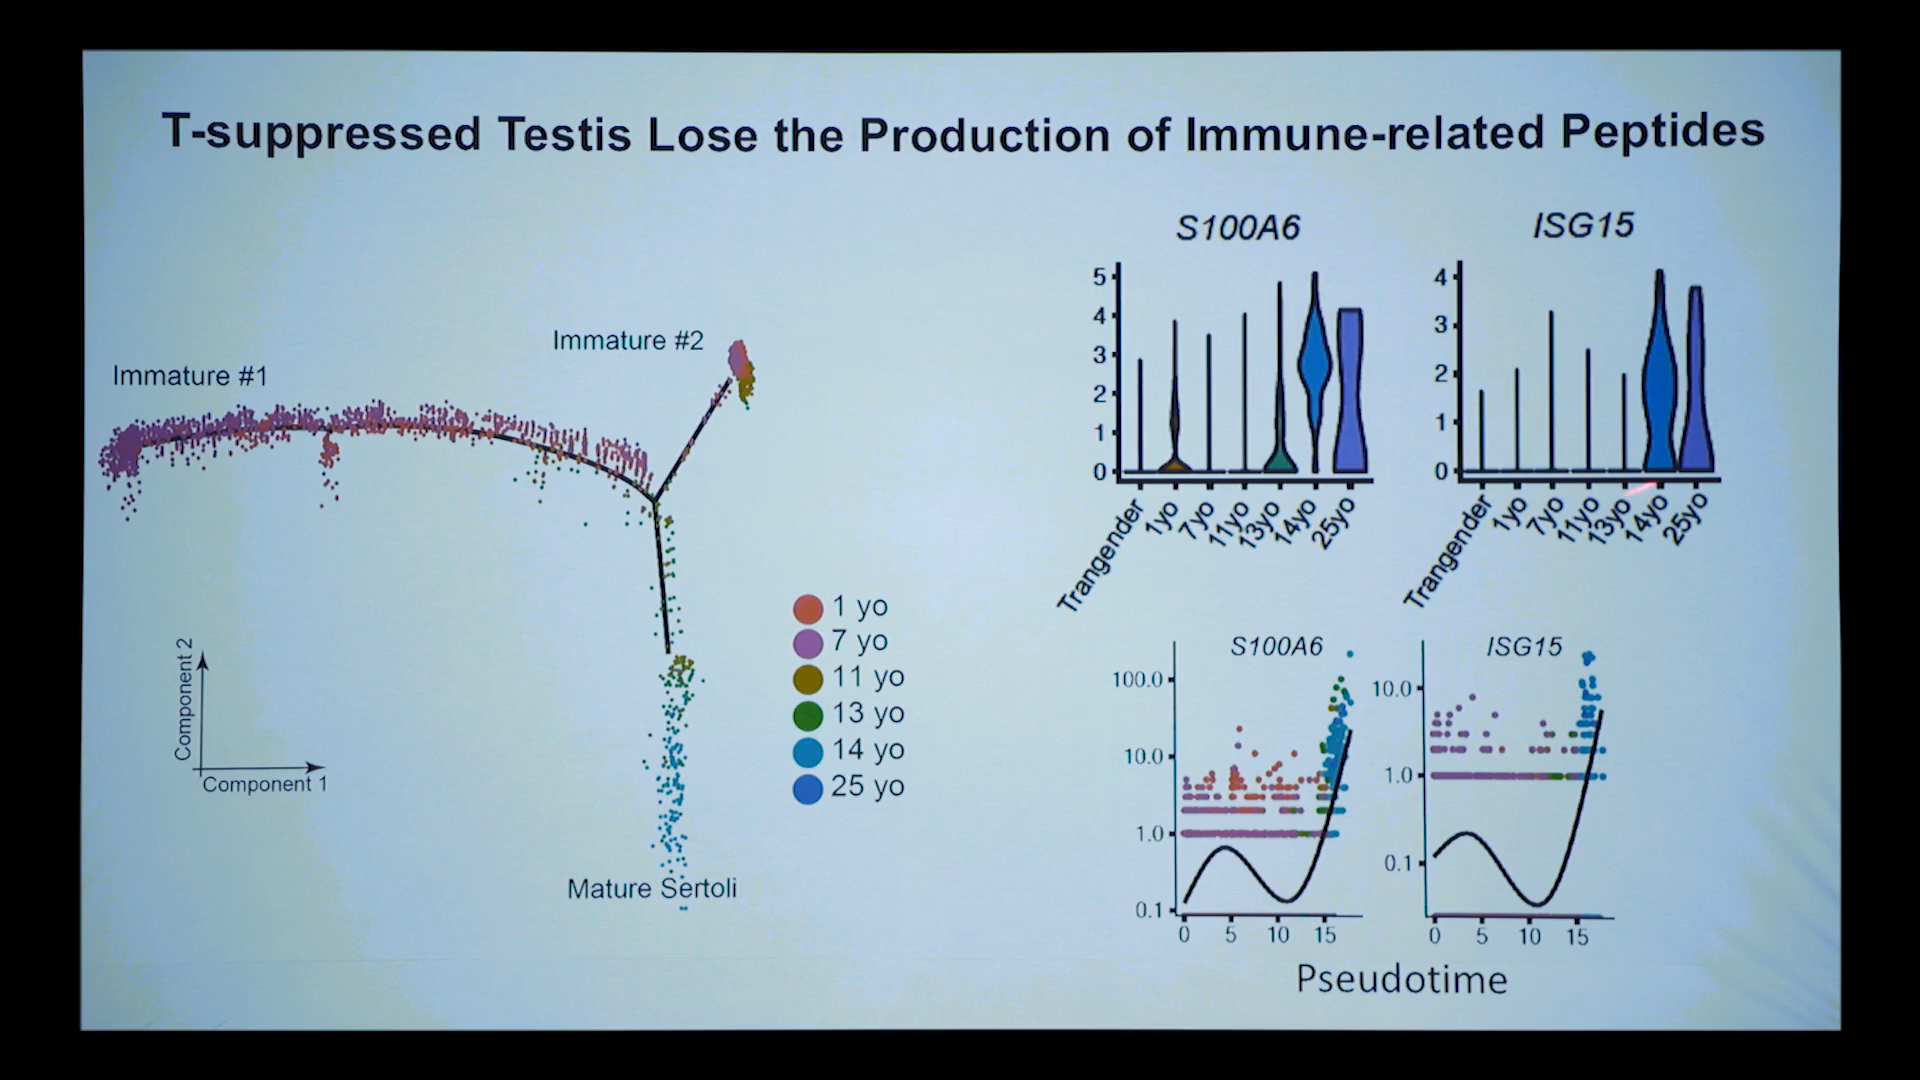 T-suppressed Testis Lose the Production of Immune-related Peptides
Immature #1
Immature #2
Mature Sertoli
Component 2
Component 1
1 yo
7 yo
11 yo
13 yo
14 yo
25 yo
S100A6
5
4
3
2
1
0
Trangender
1yo
7yo
11yo
13yo
14yo
25yo
ISG15
4
3
2
1
0
Trangender
1yo
7yo
11yo
13yo
14yo
25yo
S100A6
100.0
10.0
1.0
0.1
0 5 10 15
ISG15
10.0
1.0
0.1
0 5 10 15
Pseudotime